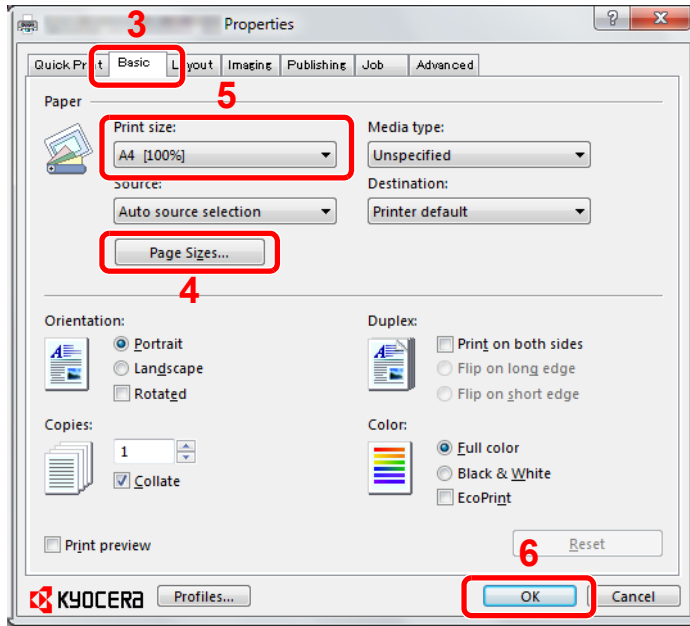 Properties
3
Quick Print Basic Layout Imaging Publishing Job Advanced
5
Paper
Print size: Media type:
A4 [100%] Unspecified
Source: Destination:
Auto source selection Printer default
Page Sizes...
4
Orientation: Duplex:
Portrait Print on both sides
Landscape Flip on long edge
Rotated Flip on short edge
Copies: Color:
1 Full color
Collate Black & White
EcoPrint
6
Print preview Reset
KYOCERA Profiles... OK Cancel